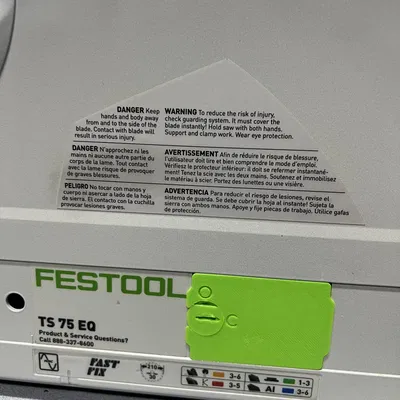 DANGER Keep
hands and body away
from and to the side of the
blade. Contact with blade will
result in serious injury.
WARNING To reduce the risk of injury,
check guarding system. It must cover the
blade instantly! Hold saw with both hands.
Support and clamp work. Wear eye protection.
DANGER N'approchez ni les
mains ni aucune autre partie du
corps de la lame. Tout contact
avec la lame risque de provoquer
de graves blessures.
AVERTISSEMENT Afin de réduire le risque de blessure,
l'utilisateur doit lire et bien comprendre le mode d'emploi.
Vérifiez le protecteur inférieur: il doit se refermer instantané-
ment! Tenez la scie avec les deux mains. Soutenez et immobilisez
le matériau à scier. Portez des lunettes ou une visière.
PELIGRO No tocar con manos y
cuerpo ni acercar a la hoja
de sierra. El contacto con la cuchilla
provocar lesiones graves.
ADVERTENCIA Para reducir el riesgo de lesiones, revise el
sistema de guarda. Se debe cubrir la hoja al instante! Sujeta la
sierra con ambos manos. Apoye y fije piezas de trabajo. Utilice gafas
de protección.
FESTOOL
TS 75 EQ
Product & Service Questions?
Call 888-337-8600
FAST
FIX
210
3-6
3-5
1-3
Al 3-6